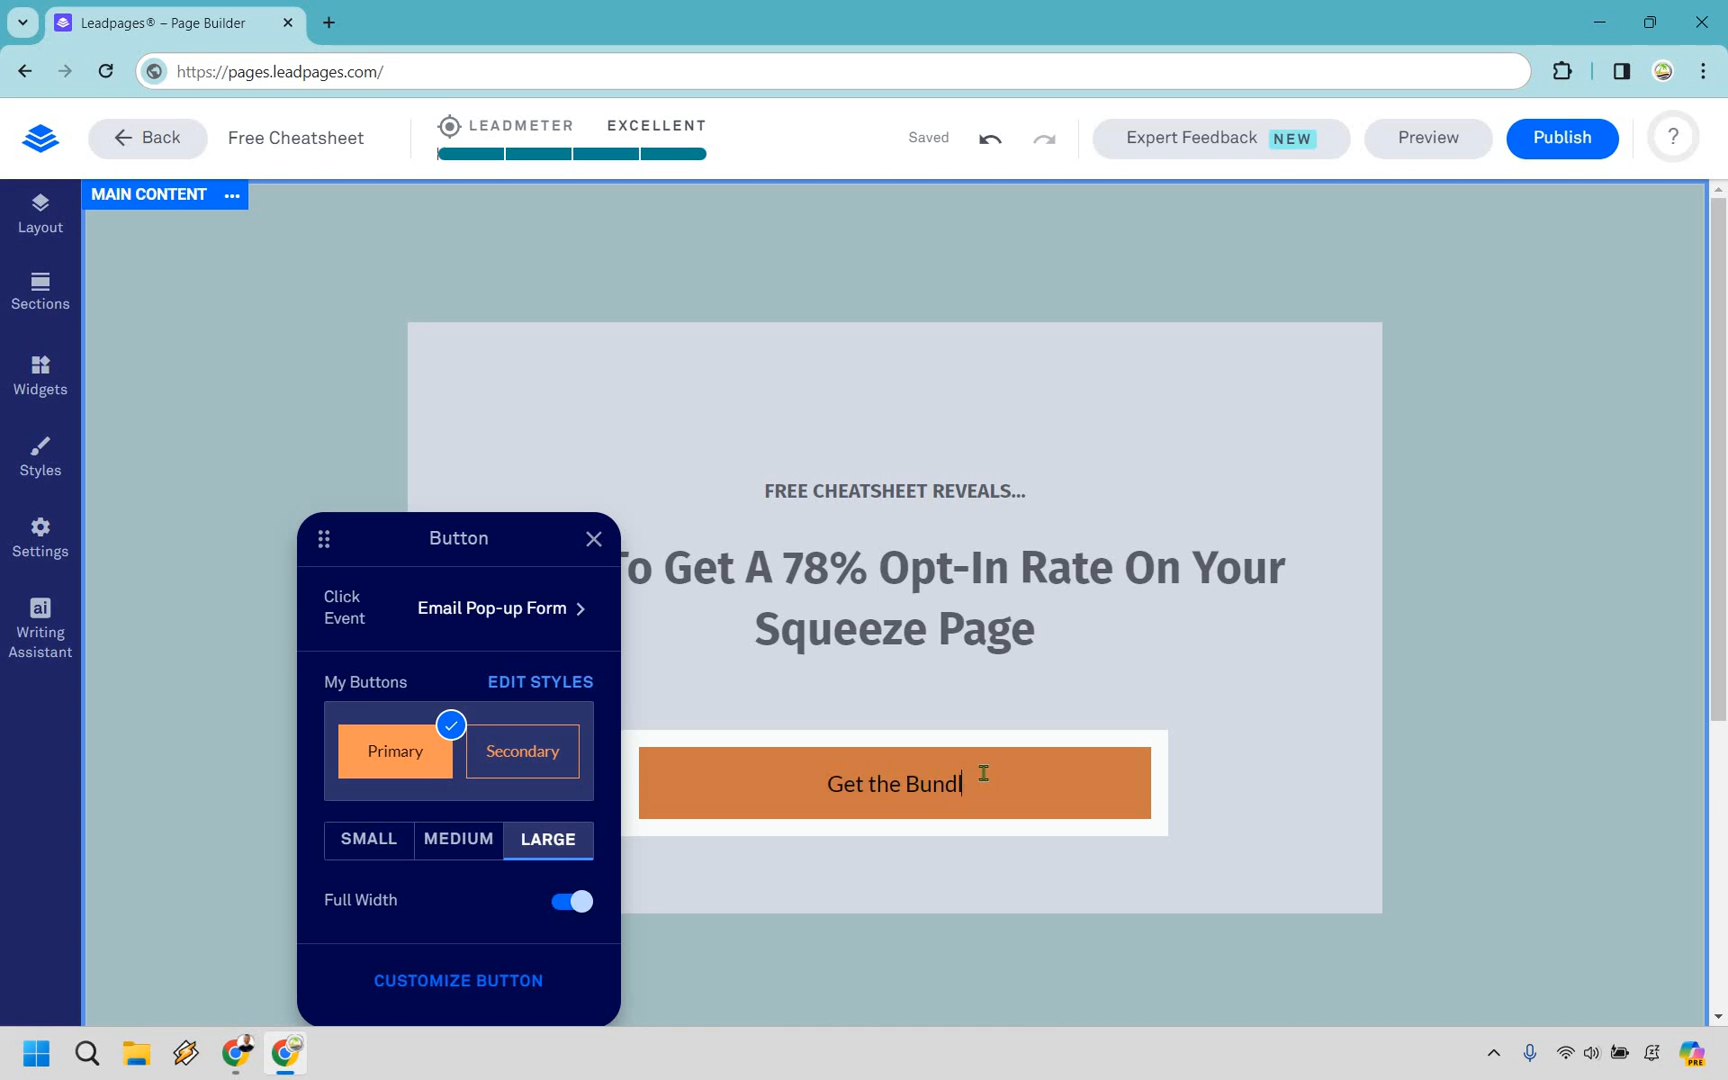 Leadpages® – Page Builder
https://pages.leadpages.com/
Back
Free Cheatsheet
LEADMETER EXCELLENT
Saved
Expert Feedback NEW
Preview
Publish
?
MAIN CONTENT ...
Layout
Sections
Widgets
Styles
Settings
ai
Writing
Assistant
FREE CHEATSHEET REVEALS...
To Get A 78% Opt-In Rate On Your
Squeeze Page
Get the Bundl
Button
Click
Event
Email Pop-up Form
My Buttons
EDIT STYLES
Primary
Secondary
SMALL
MEDIUM
LARGE
Full Width
CUSTOMIZE BUTTON
PRE